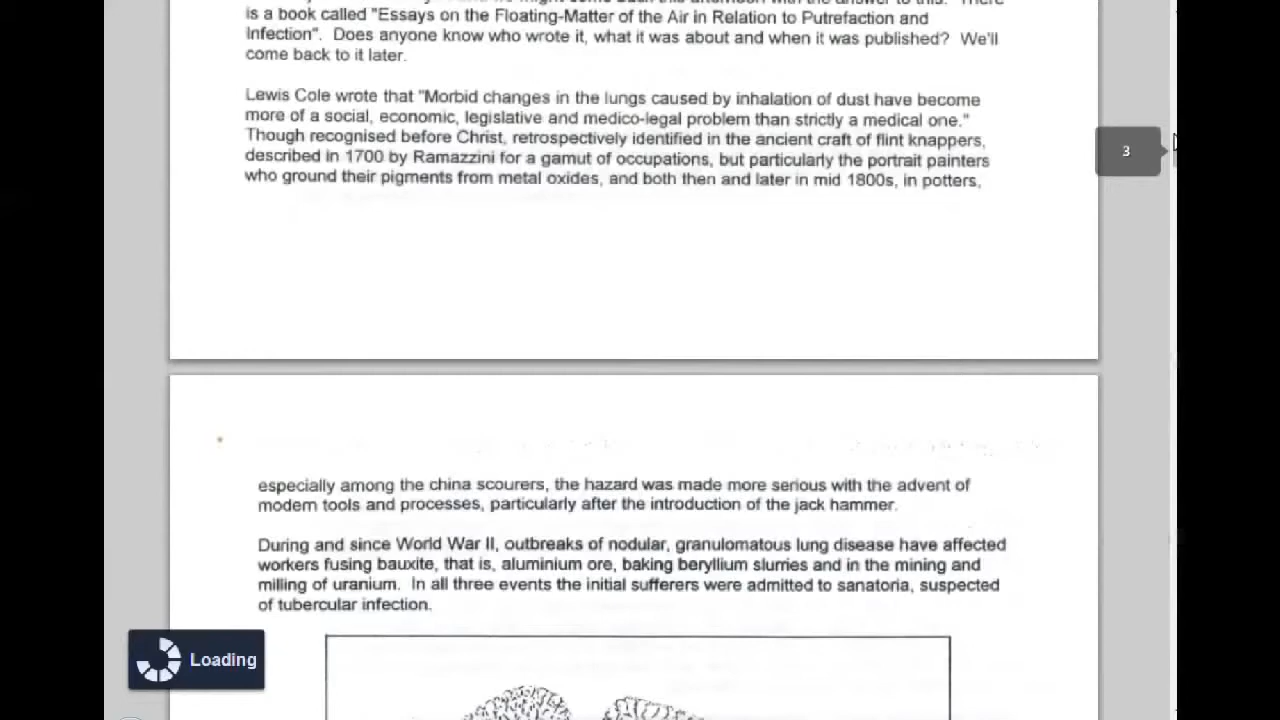 is a book called "Essays on the Floating-Matter of the Air in Relation to Putrefaction and
Infection".  Does anyone know who wrote it, what it was about and when it was published?  We'll
come back to it later.
Lewis Cole wrote that "Morbid changes in the lungs caused by inhalation of dust have become
more of a social, economic, legislative and medico-legal problem than strictly a medical one."
Though recognised before Christ, retrospectively identified in the ancient craft of flint knappers,
described in 1700 by Ramazzini for a gamut of occupations, but particularly the portrait painters
who ground their pigments from metal oxides, and both then and later in mid 1800s, in potters,
3
especially among the china scourers, the hazard was made more serious with the advent of
modern tools and processes, particularly after the introduction of the jack hammer.
During and since World War II, outbreaks of nodular, granulomatous lung disease have affected
workers fusing bauxite, that is, aluminium ore, baking beryllium slurries and in the mining and
milling of uranium.  In all three events the initial sufferers were admitted to sanatoria, suspected
of tubercular infection.
Loading